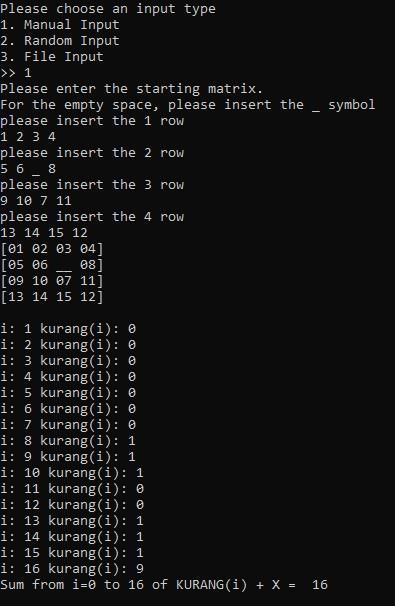 Please choose an input type
1. Manual Input
2. Random Input
3. File Input
>> 1
Please enter the starting matrix.
For the empty space, please insert the _ symbol
please insert the 1 row
1 2 3 4
please insert the 2 row
5 6 _ 8
please insert the 3 row
9 10 7 11
please insert the 4 row
13 14 15 12
[01 02 03 04]
[05 06 __ 08]
[09 10 07 11]
[13 14 15 12]
i: 1 kurang(i): 0
i: 2 kurang(i): 0
i: 3 kurang(i): 0
i: 4 kurang(i): 0
i: 5 kurang(i): 0
i: 6 kurang(i): 0
i: 7 kurang(i): 0
i: 8 kurang(i): 1
i: 9 kurang(i): 1
i: 10 kurang(i): 1
i: 11 kurang(i): 0
i: 12 kurang(i): 0
i: 13 kurang(i): 1
i: 14 kurang(i): 1
i: 15 kurang(i): 1
i: 16 kurang(i): 9
Sum from i=0 to 16 of KURANG(i) + X =  16